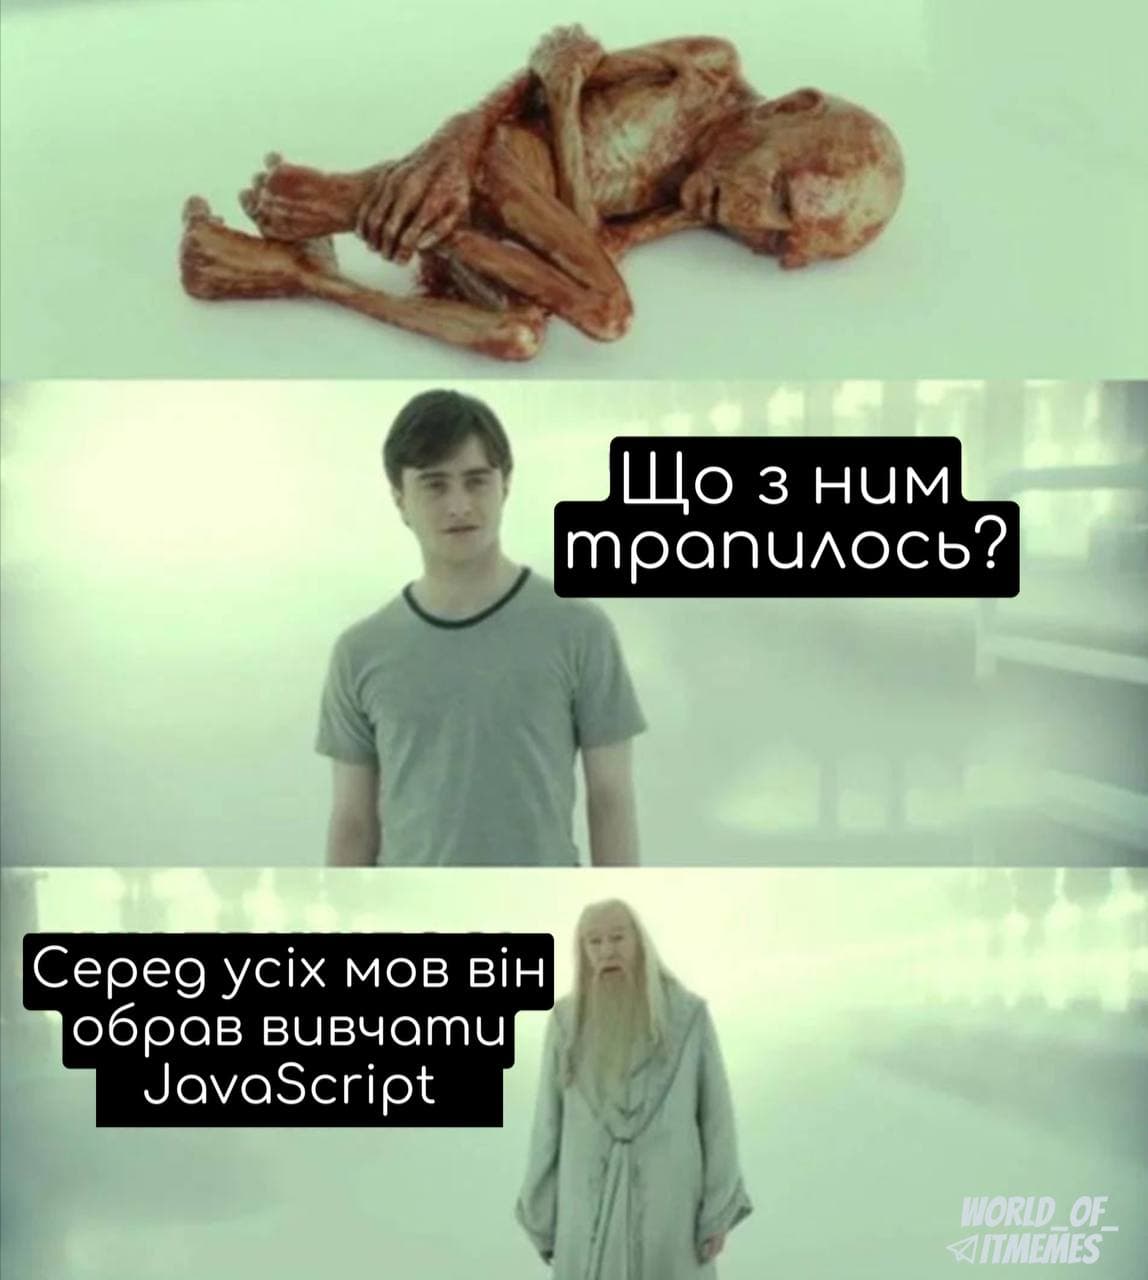 Що з ним
трапилось?
Серед усіх мов він
обрав вивчати
JavaScript
WORLD_OF_
ITMEMES